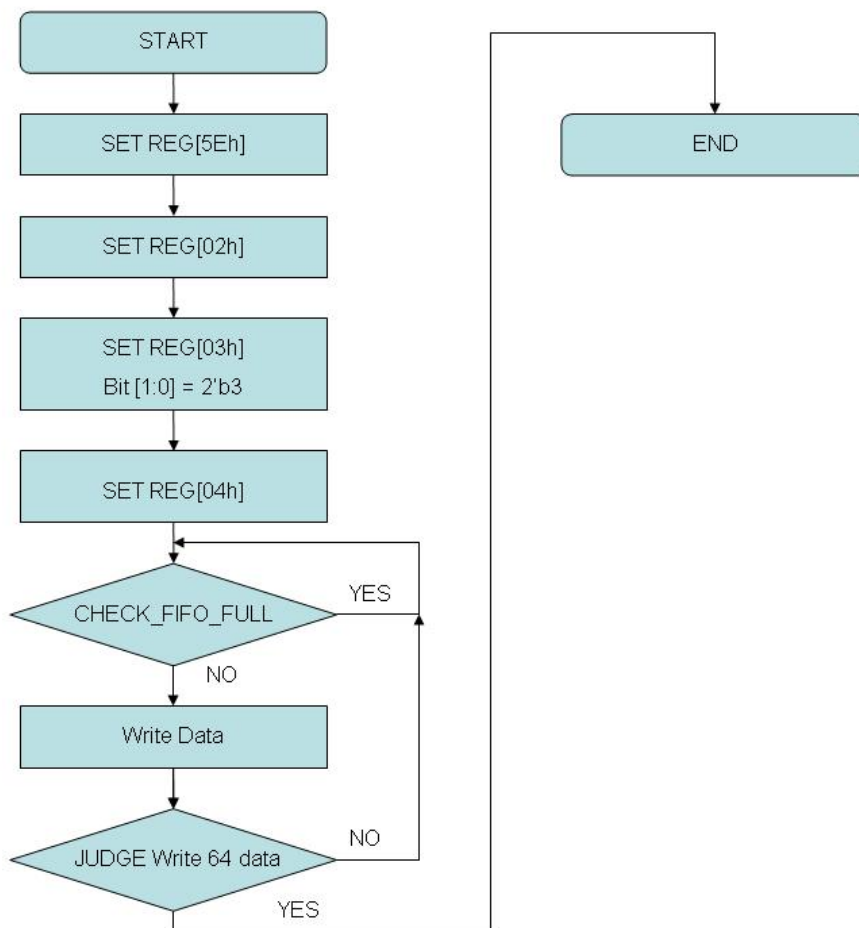 START
SET REG[5Eh]
SET REG[02h]
SET REG[03h]
Bit [1:0] = 2'b3
SET REG[04h]
CHECK_FIFO_FULL
YES
NO
Write Data
JUDGE Write 64 data
NO
YES
END